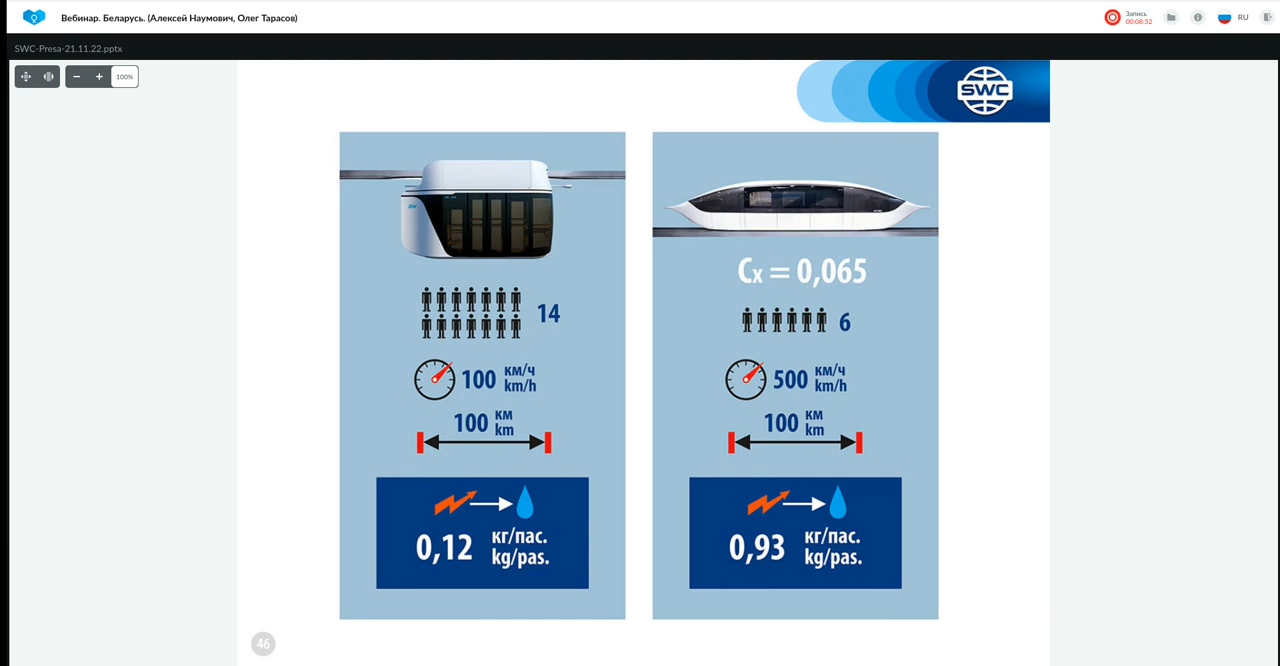 Вебинар. Беларусь. (Алексей Наумович, Олег Тарасов)
Запись
00:08:52
RU
SWC-Presa-21.11.22.pptx
100%
SWC
14
100 км/ч
km/h
100 км
km
0,12 кг/пас.
kg/pas.
Cx = 0,065
6
500 км/ч
km/h
100 км
km
0,93 кг/пас.
kg/pas.
46